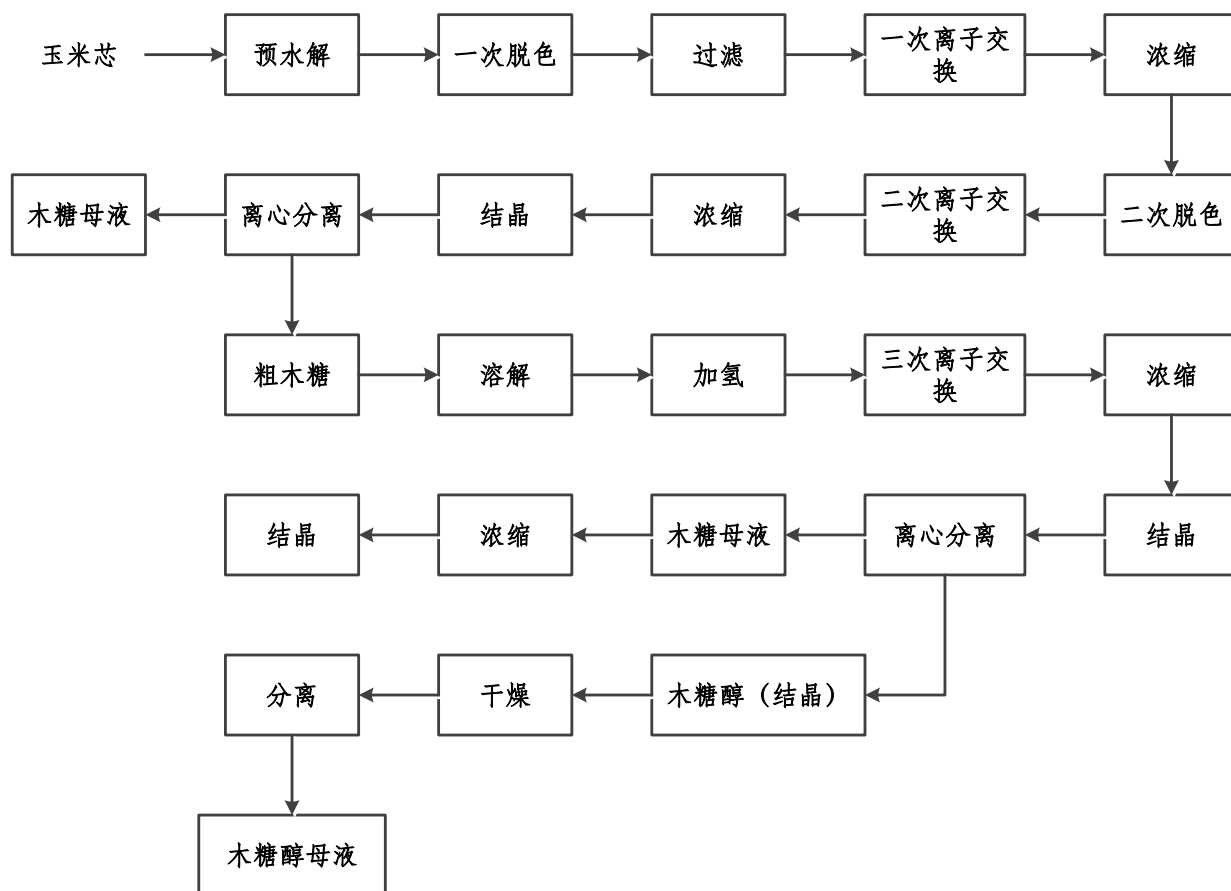 玉米芯
预水解
一次脱色
过滤
一次离子交
换
浓缩
木糖母液
离心分离
结晶
浓缩
二次离子交
换
二次脱色
粗木糖
溶解
加氢
三次离子交
换
浓缩
结晶
浓缩
木糖母液
离心分离
结晶
分离
干燥
木糖醇（结晶）
木糖醇母液